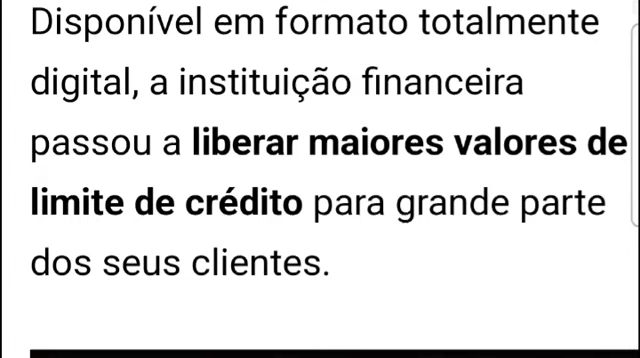 Disponível em formato totalmente
digital, a instituição financeira
passou a liberar maiores valores de
limite de crédito para grande parte
dos seus clientes.